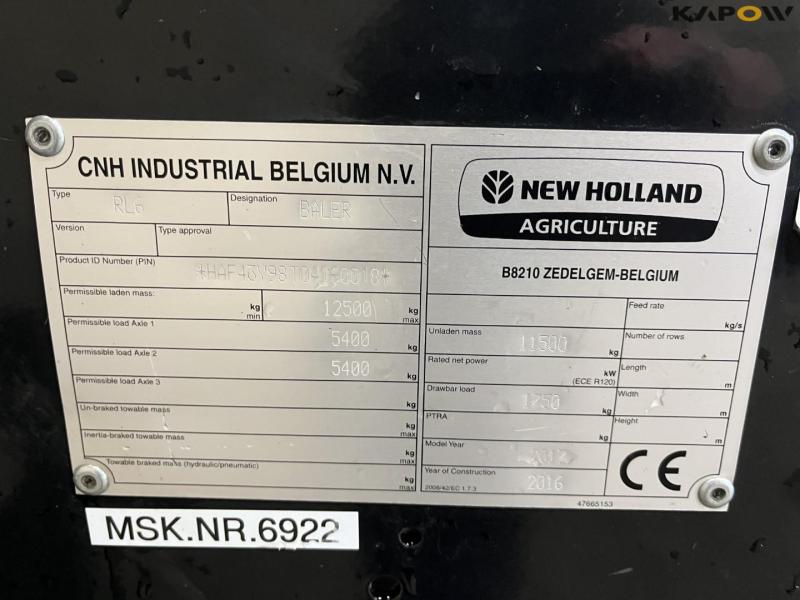 KAPOW
CNH INDUSTRIAL BELGIUM N.V.
Type RL6
Designation BALER
Version
Type approval
Product ID Number (PIN)
Permissible laden mass: kg min 12500 kg max
Permissible load Axle 1 5400 kg
Permissible load Axle 2 5400 kg
Permissible load Axle 3 kg
Un-braked towable mass kg
Inertia-braked towable mass kg max
Towable braked mass (hydraulic/pneumatic) kg max
NEW HOLLAND
AGRICULTURE
B8210 ZEDELGEM-BELGIUM
Feed rate kg/s
Unladen mass 11500 kg
Number of rows
Rated net power kW (ECE R120)
Length m
Drawbar load 1250 kg
Width m
PTRA kg
Height m
Model Year
Year of Construction 2016
2006/42/EC 1.7.3
CE
47665153
MSK.NR.6922